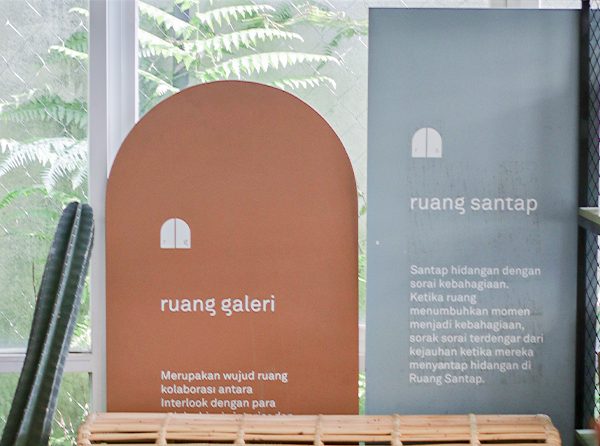 ruang galeri
Merupakan wujud ruang
kolaborasi antara
Interlook dengan para
ruang santap
Santap hidangan dengan
sorai kebahagiaan.
Ketika ruang
menumbuhkan momen
menjadi kebahagiaan,
sorak sorai terdengar dari
kejauhan ketika mereka
menyantap hidangan di
Ruang Santap.